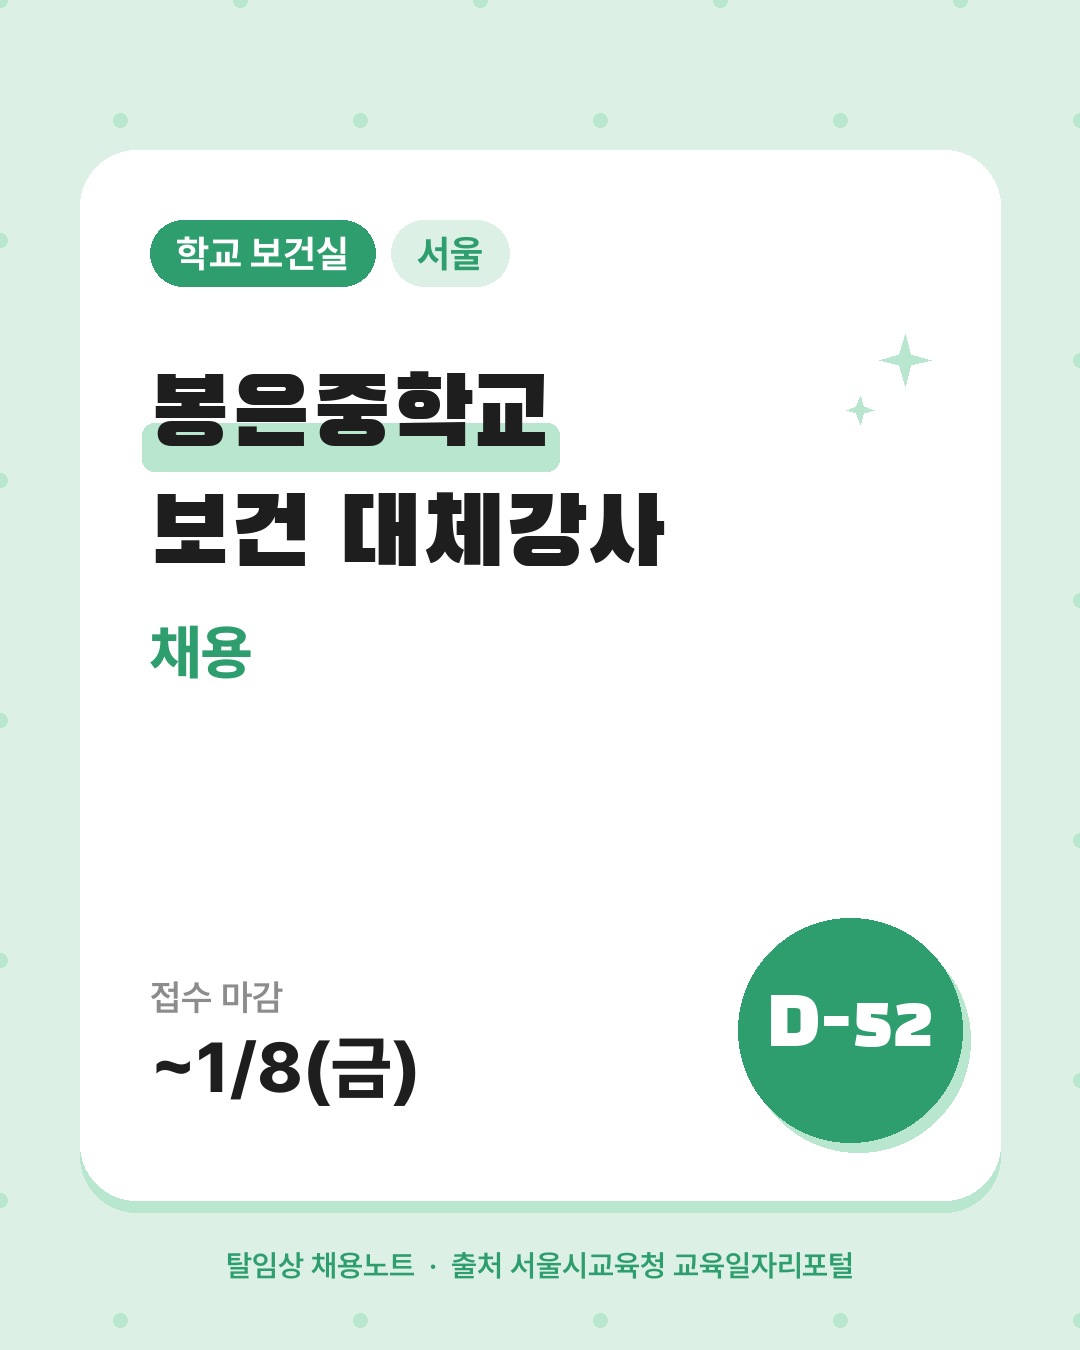 학교 보건실
서울
봉은중학교
보건 대체강사
채용
접수 마감
~1/8(금)
D-52
탈임상 채용노트 · 출처 서울시교육청 교육일자리포털